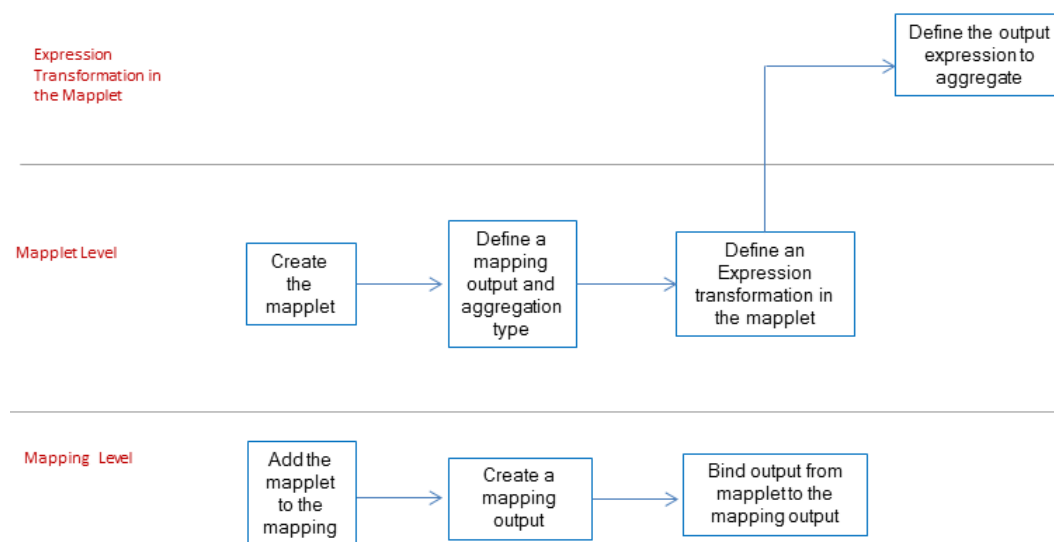 Define the output
expression to
aggregate
Expression
Transformation in
the Mapplet
Mapplet Level
Create
the
mapplet
Define a
mapping
output and
aggregation
type
Define an
Expression
transformation in
the mapplet
Mapping Level
Add the
mapplet
to the
mapping
Create a
mapping
output
Bind output from
mapplet to the
mapping output